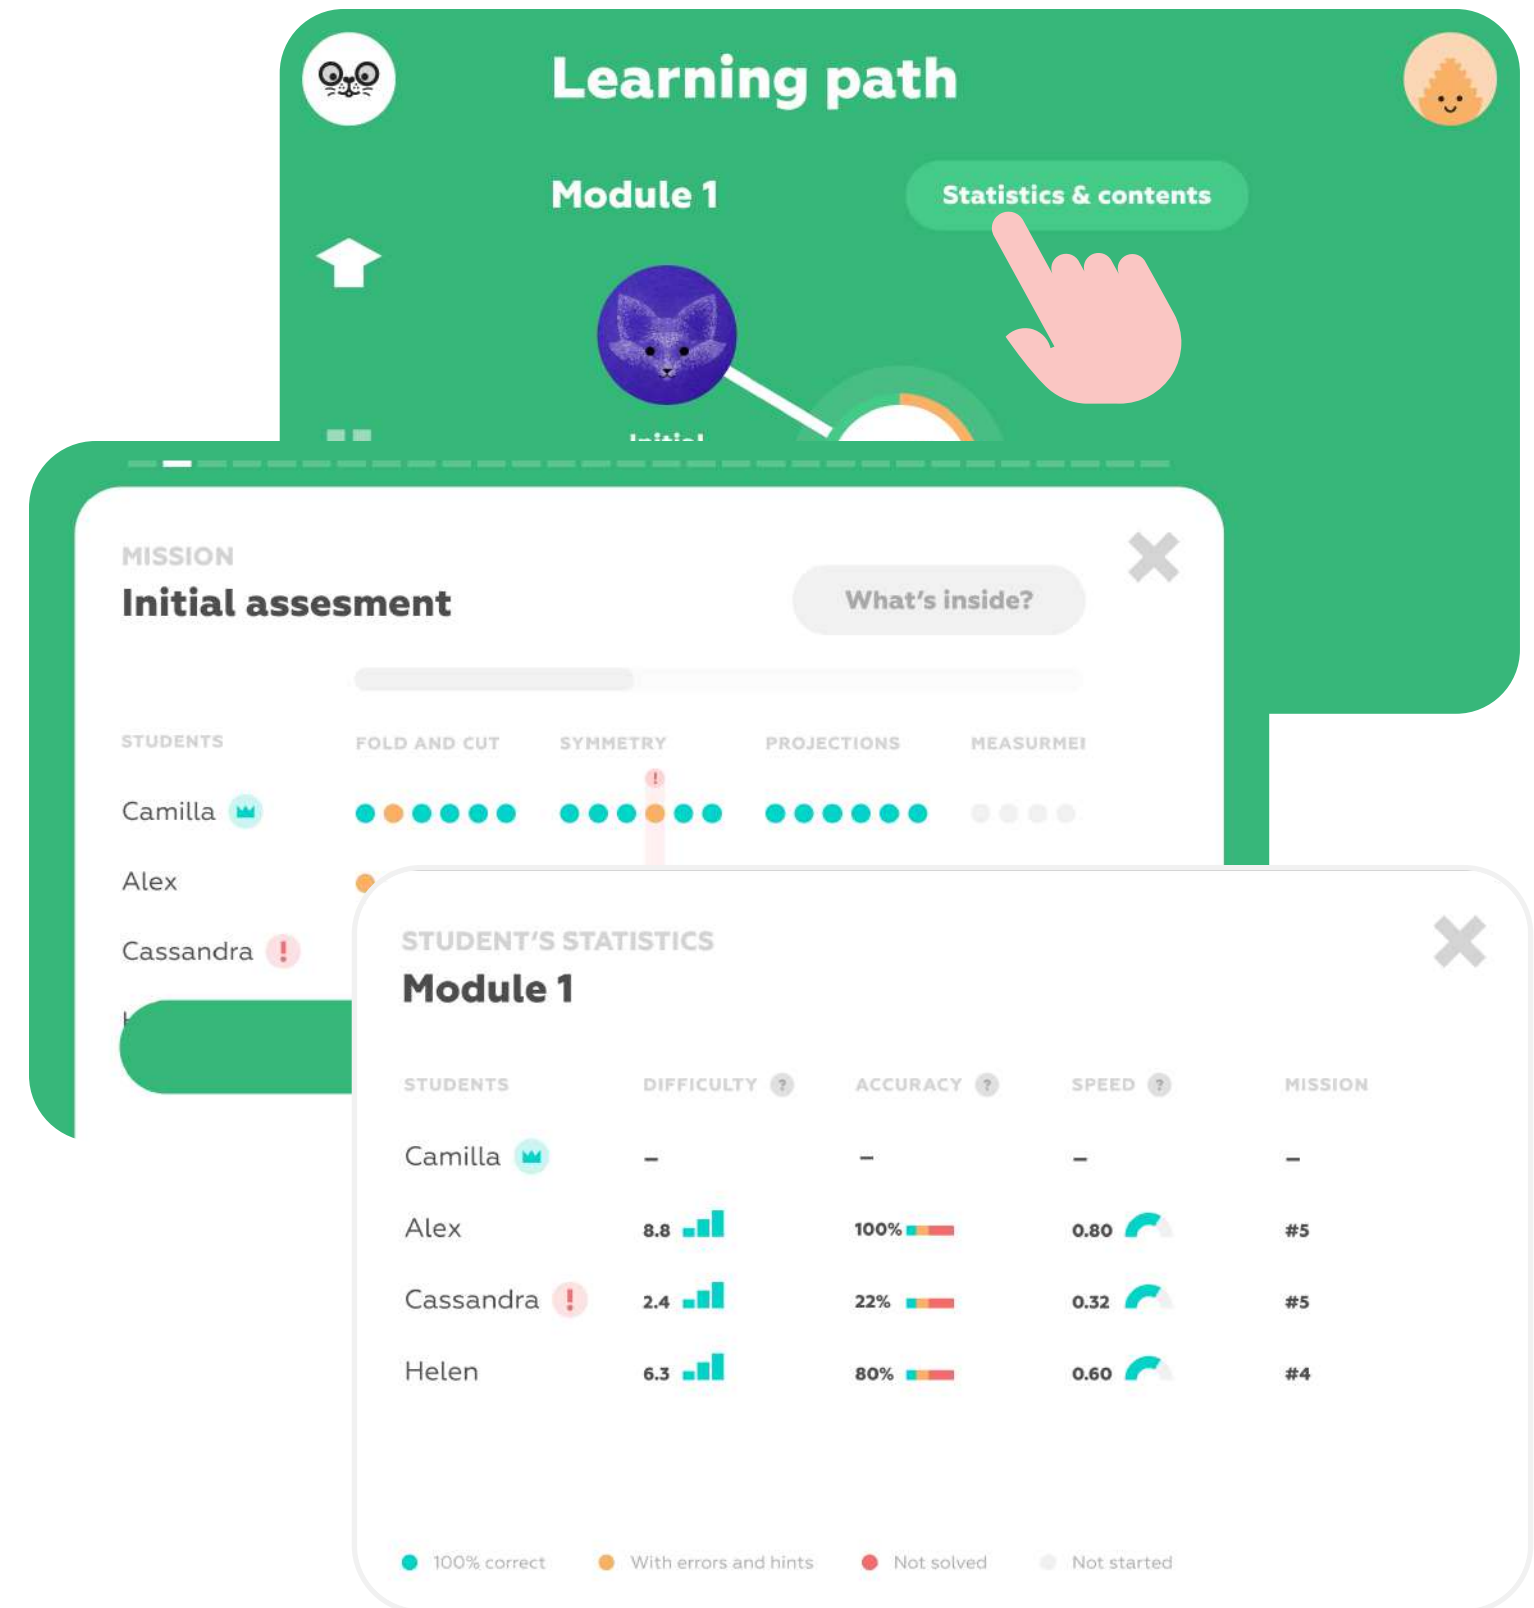 Learning path
Module 1
Statistics & contents
Initial
MISSION
Initial assesment
What's inside?
STUDENTS FOLD AND CUT SYMMETRY PROJECTIONS
!
Camilla
Alex
Cassandra !
STUDENT'S STATISTICS
Module 1
STUDENTS DIFFICULTY ? ACCURACY ? SPEED ? MISSION
Camilla – – – –
Alex 8.8 100% 0.80 #5
Cassandra ! 2.4 22% 0.32 #5
Helen 6.3 80% 0.60 #4
100% correct With errors and hints Not solved Not started